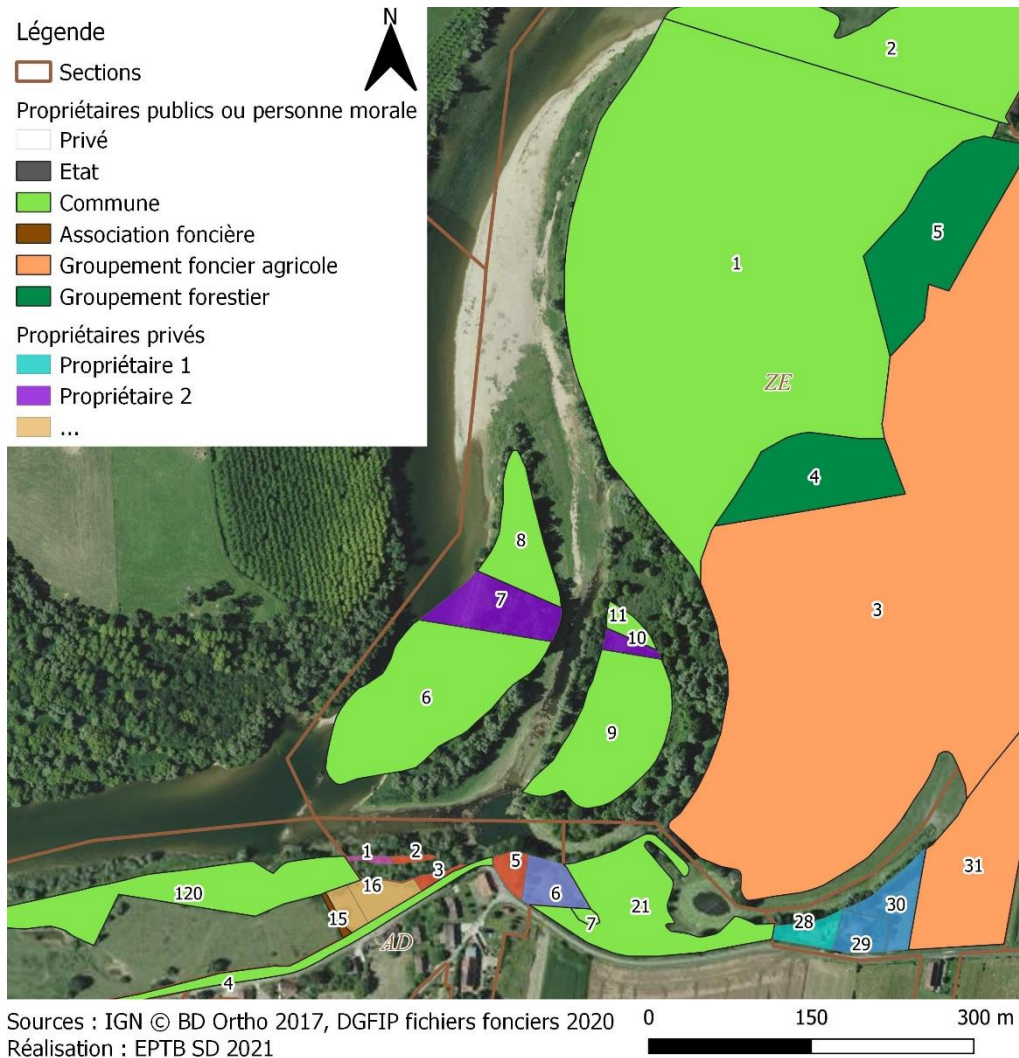 Légende
N
Sections
Propriétaires publics ou personne morale
Privé
Etat
Commune
Association foncière
Groupement foncier agricole
Groupement forestier
Propriétaires privés
Propriétaire 1
Propriétaire 2
...
2
5
1
ZE
4
8
7
11
3
10
6
9
1
2
5
3
31
16
120
6
30
21
15
28
7
AD
29
4
Sources : IGN © BD Ortho 2017, DGFIP fichiers fonciers 2020
0 150 300 m
Réalisation : EPTB SD 2021